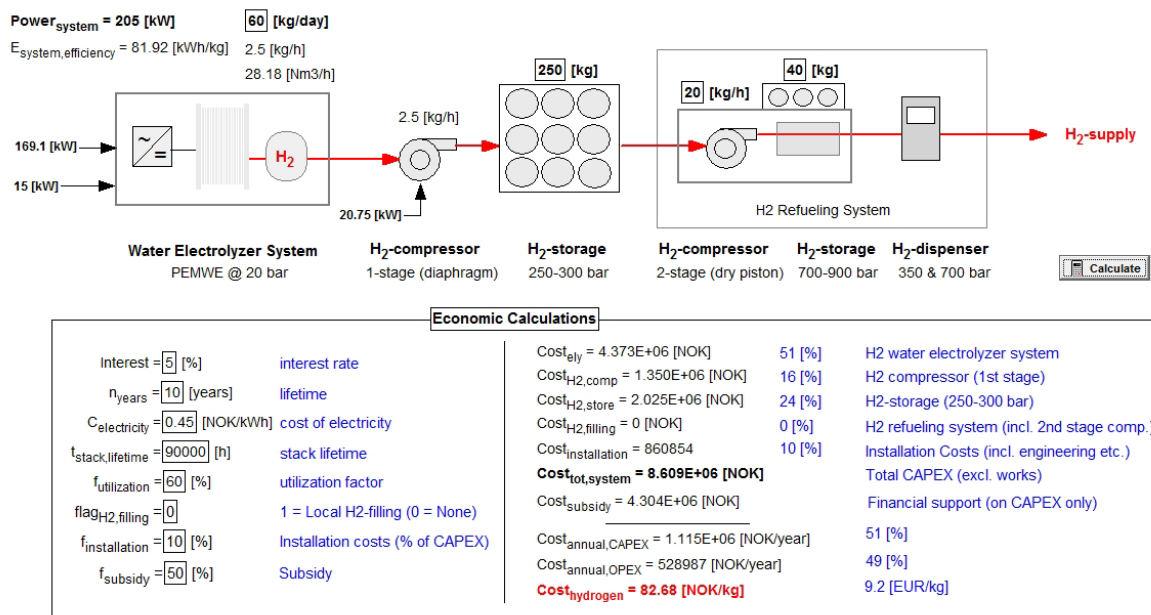 Power_system = 205 [kW]
60 [kg/day]
E_system,efficiency = 81.92 [kWh/kg]
2.5 [kg/h]
28.18 [Nm3/h]
250 [kg]
40 [kg]
20 [kg/h]
2.5 [kg/h]
~
=
H2
169.1 [kW]
15 [kW]
20.75 [kW]
H2-supply
H2 Refueling System
Water Electrolyzer System
PEMWE @ 20 bar
H2-compressor
1-stage (diaphragm)
H2-storage
250-300 bar
H2-compressor
2-stage (dry piston)
H2-storage
700-900 bar
H2-dispenser
350 & 700 bar
Calculate
Economic Calculations
Interest = 5 [%] interest rate
n_years = 10 [years] lifetime
C_electricity = 0.45 [NOK/kWh] cost of electricity
t_stack,lifetime = 90000 [h] stack lifetime
f_utilization = 60 [%] utilization factor
flag_H2,filling = 0 1 = Local H2-filling (0 = None)
f_installation = 10 [%] Installation costs (% of CAPEX)
f_subsidy = 50 [%] Subsidy
Cost_ely = 4.373E+06 [NOK] 51 [%] H2 water electrolyzer system
Cost_H2,comp = 1.350E+06 [NOK] 16 [%] H2 compressor (1st stage)
Cost_H2,store = 2.025E+06 [NOK] 24 [%] H2-storage (250-300 bar)
Cost_H2,filling = 0 [NOK] 0 [%] H2 refueling system (incl. 2nd stage comp.)
Cost_installation = 860854 10 [%] Installation Costs (incl. engineering etc.)
Cost_tot,system = 8.609E+06 [NOK] Total CAPEX (excl. works)
Cost_subsidy = 4.304E+06 [NOK] Financial support (on CAPEX only)
Cost_annual,CAPEX = 1.115E+06 [NOK/year] 51 [%]
Cost_annual,OPEX = 528987 [NOK/year] 49 [%]
Cost_hydrogen = 82.68 [NOK/kg] 9.2 [EUR/kg]